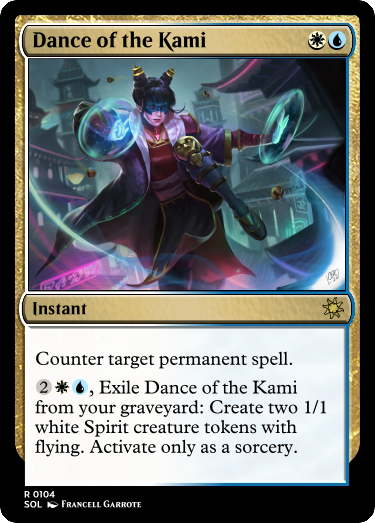 Dance of the Kami
Instant
Counter target permanent spell.
2, Exile Dance of the Kami
from your graveyard: Create two 1/1
white Spirit creature tokens with
flying. Activate only as a sorcery.
R 0104
SOL Francell Garrote